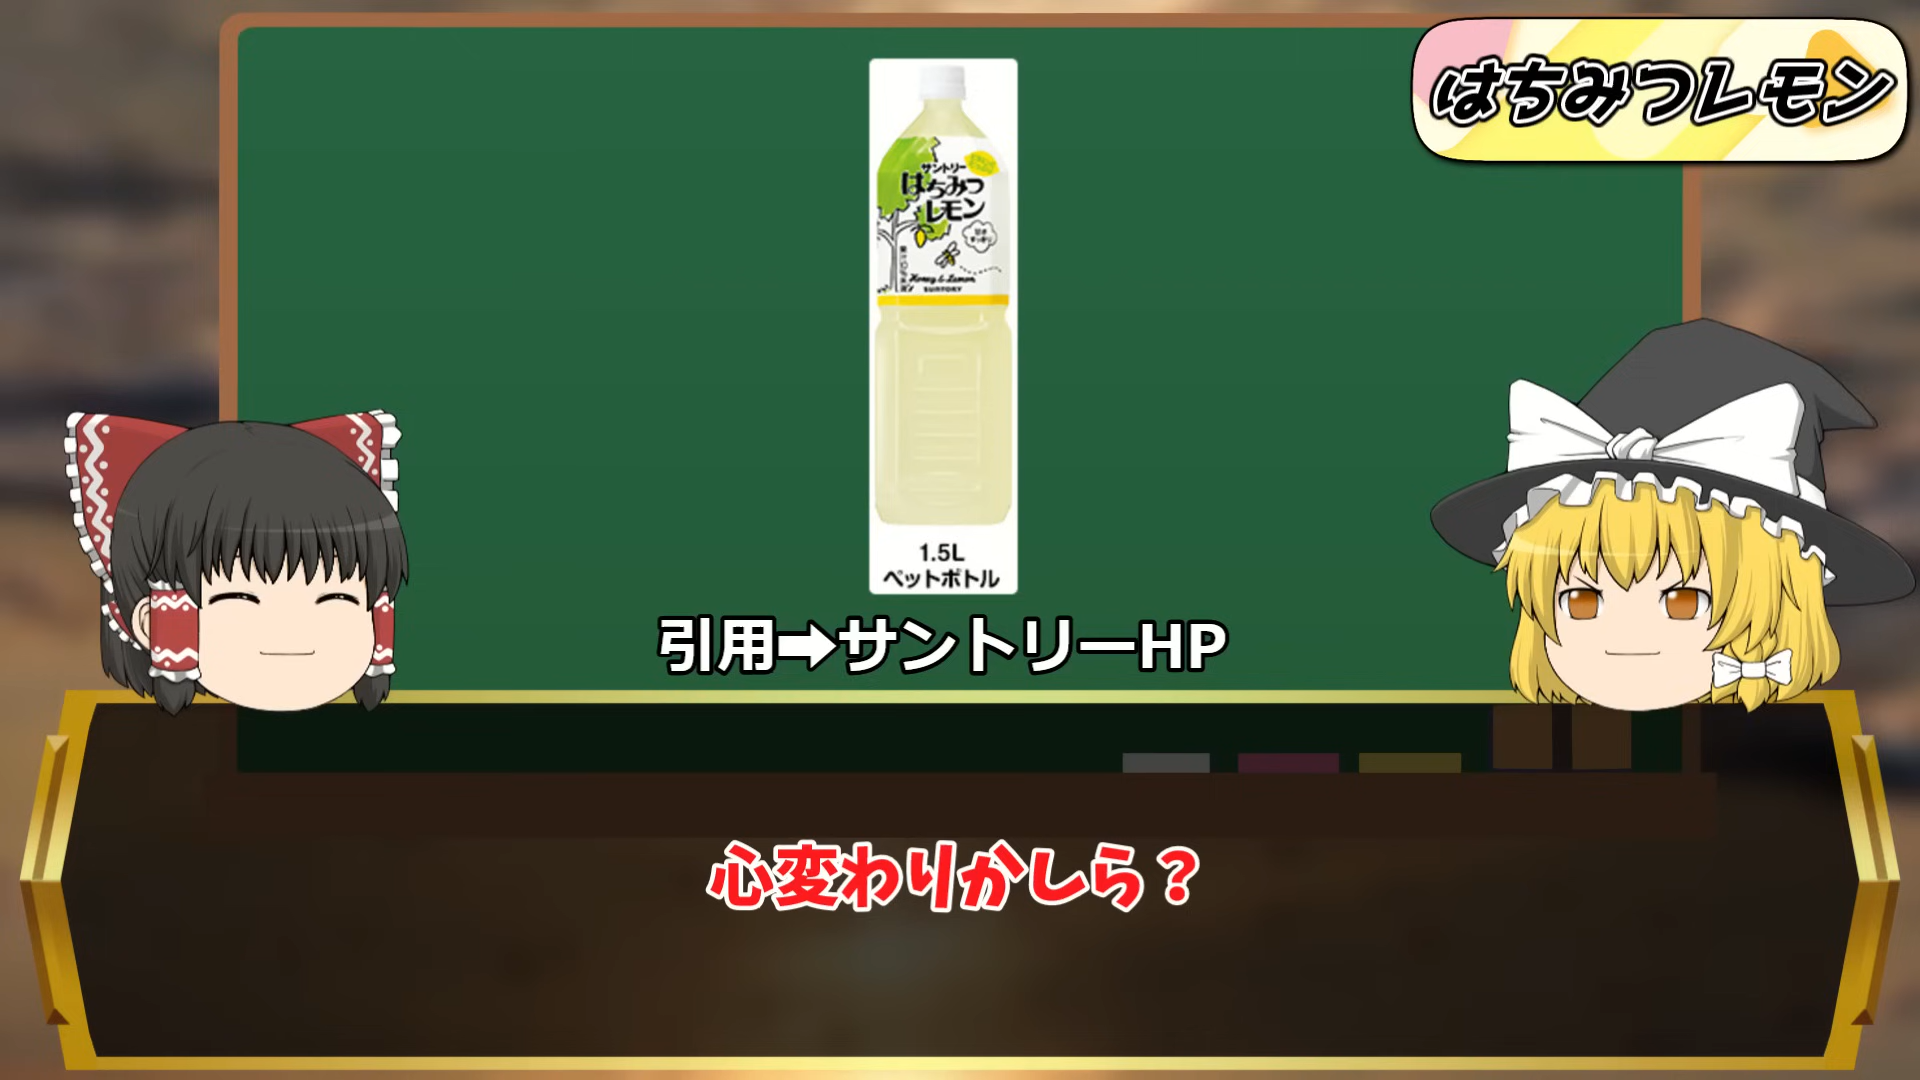 はちみつレモン
サントリー
はちみつ
レモン
Honey & Lemon
SUNTORY
1.5L
ペットボトル
引用➡サントリーHP
心変わりかしら？